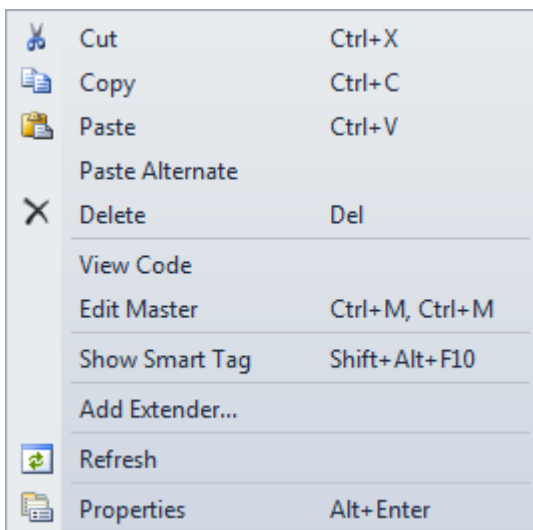 Cut Ctrl+X
Copy Ctrl+C
Paste Ctrl+V
Paste Alternate
Delete Del
View Code
Edit Master Ctrl+M, Ctrl+M
Show Smart Tag Shift+Alt+F10
Add Extender...
Refresh
Properties Alt+Enter